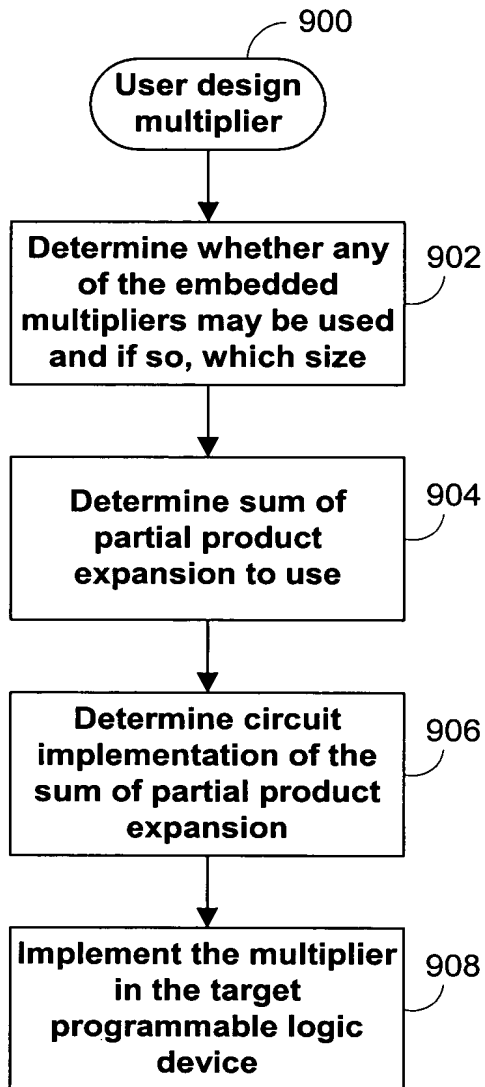 900
User design
multiplier
Determine whether any
of the embedded
multipliers may be used
and if so, which size
902
Determine sum of
partial product
expansion to use
904
Determine circuit
implementation of the
sum of partial product
expansion
906
Implement the multiplier
in the target
programmable logic
device
908